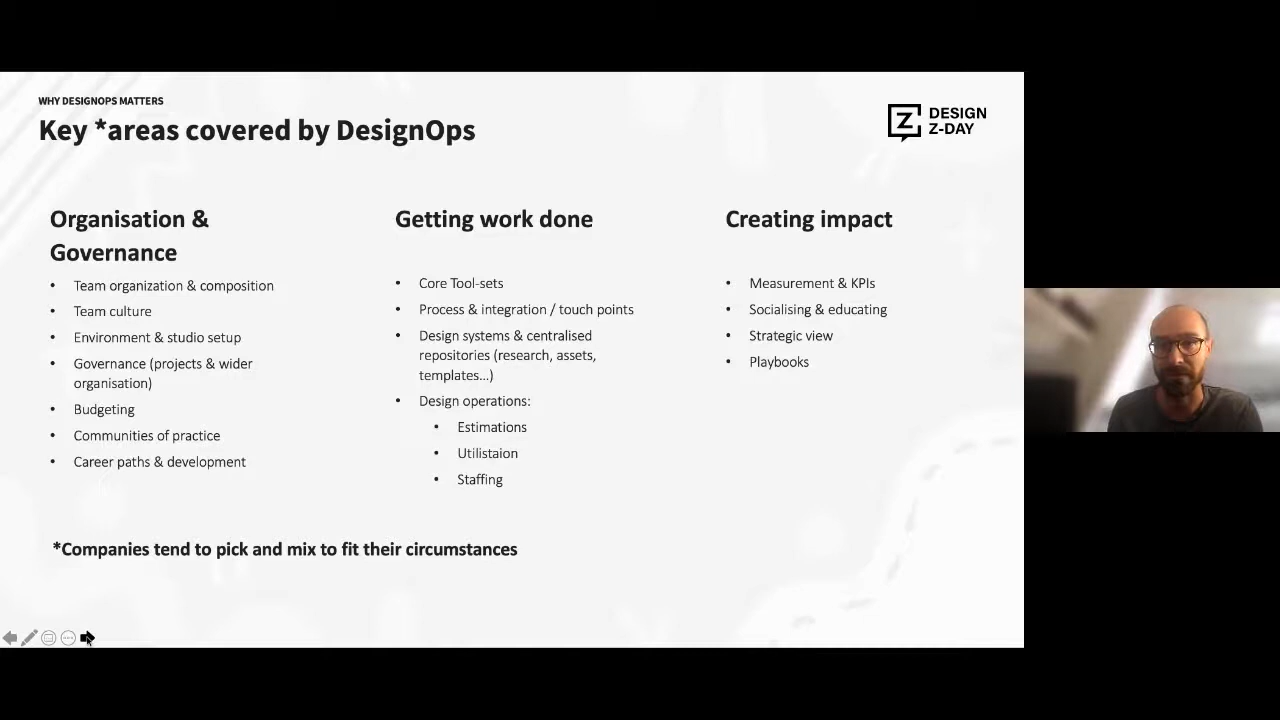 WHY DESIGNOPS MATTERS
Key *areas covered by DesignOps
DESIGN
Z-DAY
Organisation &
Governance
• Team organization & composition
• Team culture
• Environment & studio setup
• Governance (projects & wider
organisation)
• Budgeting
• Communities of practice
• Career paths & development
Getting work done
• Core Tool-sets
• Process & integration / touch points
• Design systems & centralised
repositories (research, assets,
templates...)
• Design operations:
• Estimations
• Utilistaion
• Staffing
Creating impact
• Measurement & KPIs
• Socialising & educating
• Strategic view
• Playbooks
*Companies tend to pick and mix to fit their circumstances